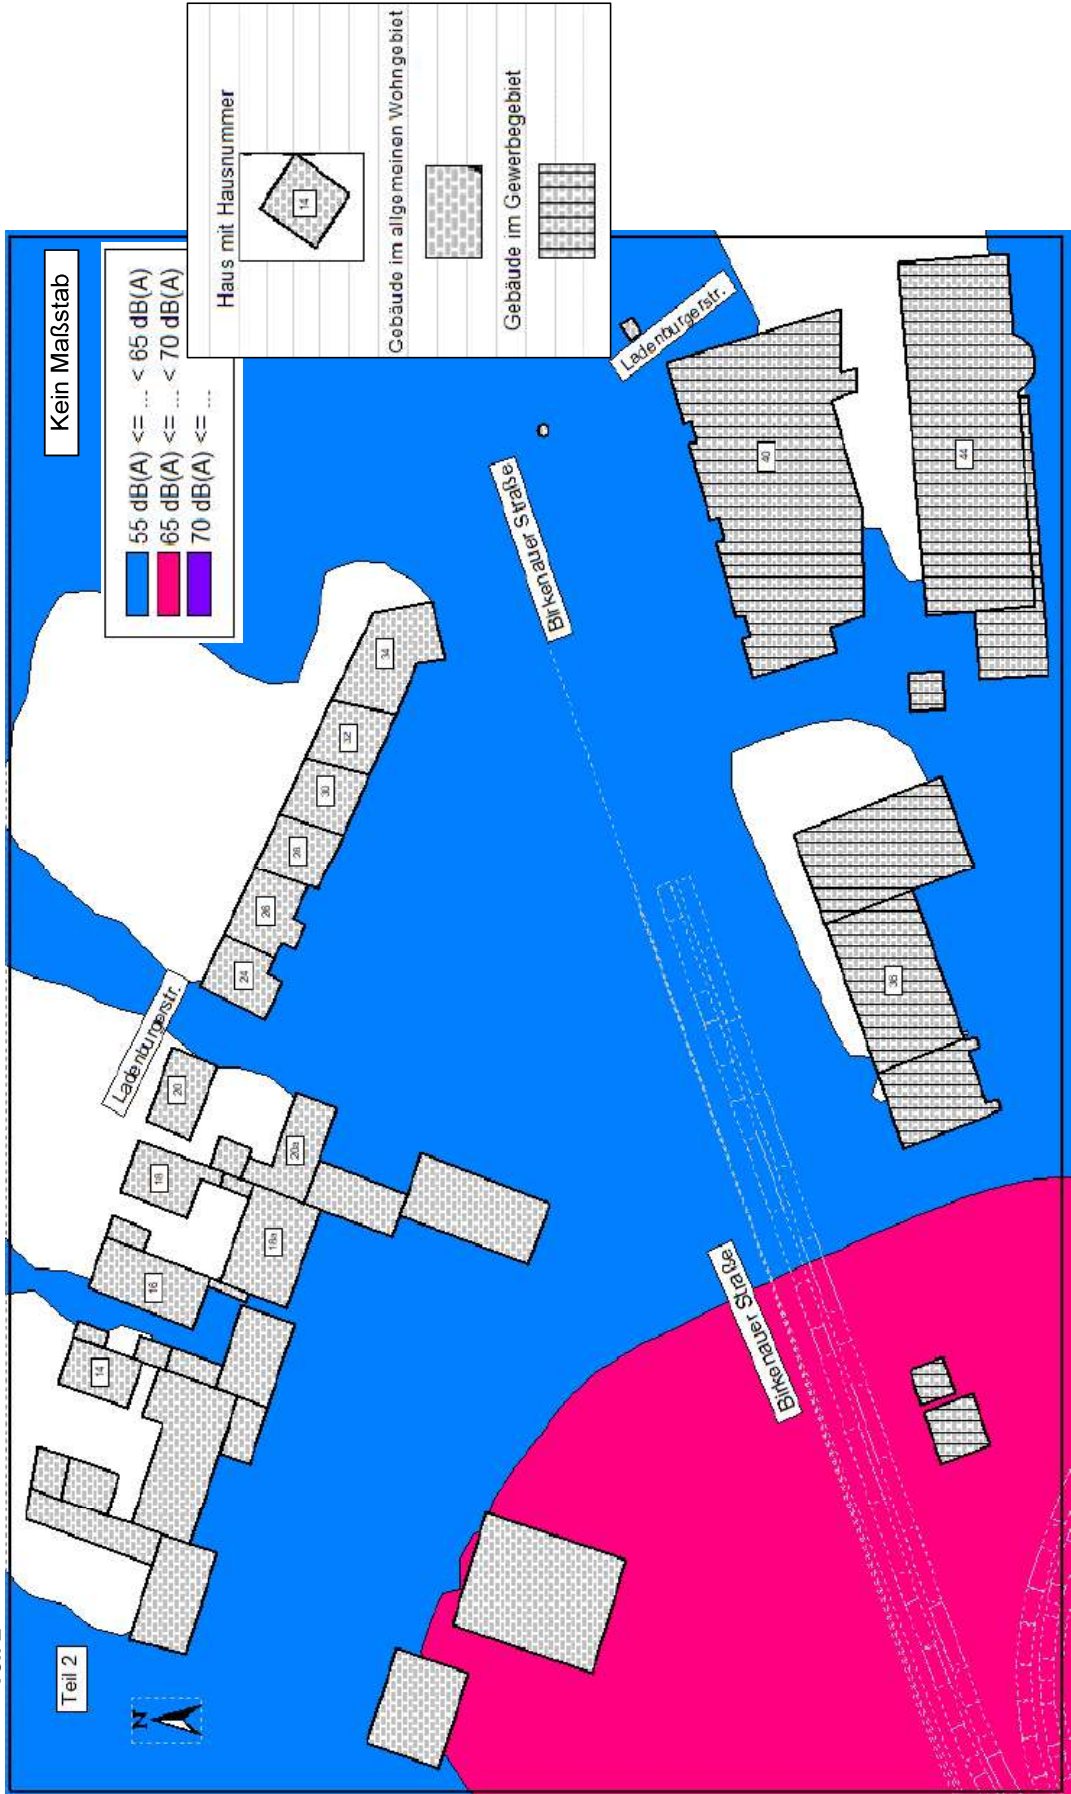 Teil 2
N
Kein Maßstab
55 dB(A) <= ... < 65 dB(A)
65 dB(A) <= ... < 70 dB(A)
70 dB(A) <= ...
Haus mit Hausnummer
14
Gebäude im allgemeinen Wohngebiet
Gebäude im Gewerbegebiet
Ladenburgerstr.
Ladenburgerstr.
Birkenauer Straße
Birkenauer Straße
14
16
18
18a
20
20a
24
26
28
30
32
34
36
40
44